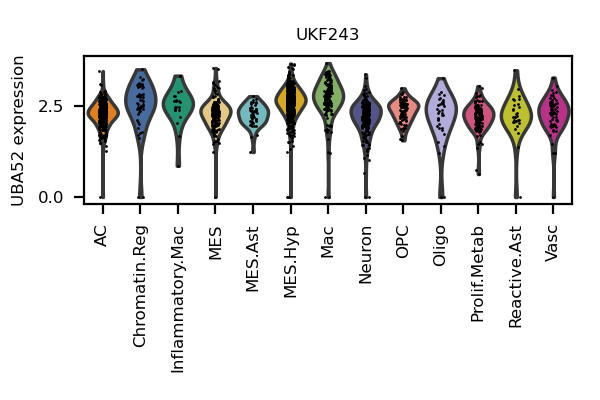 UKF243
UBA52 expression
2.5
0.0
AC
Chromatin.Reg
Inflammatory.Mac
MES
MES.Ast
MES.Hyp
Mac
Neuron
OPC
Oligo
Prolif.Metab
Reactive.Ast
Vasc